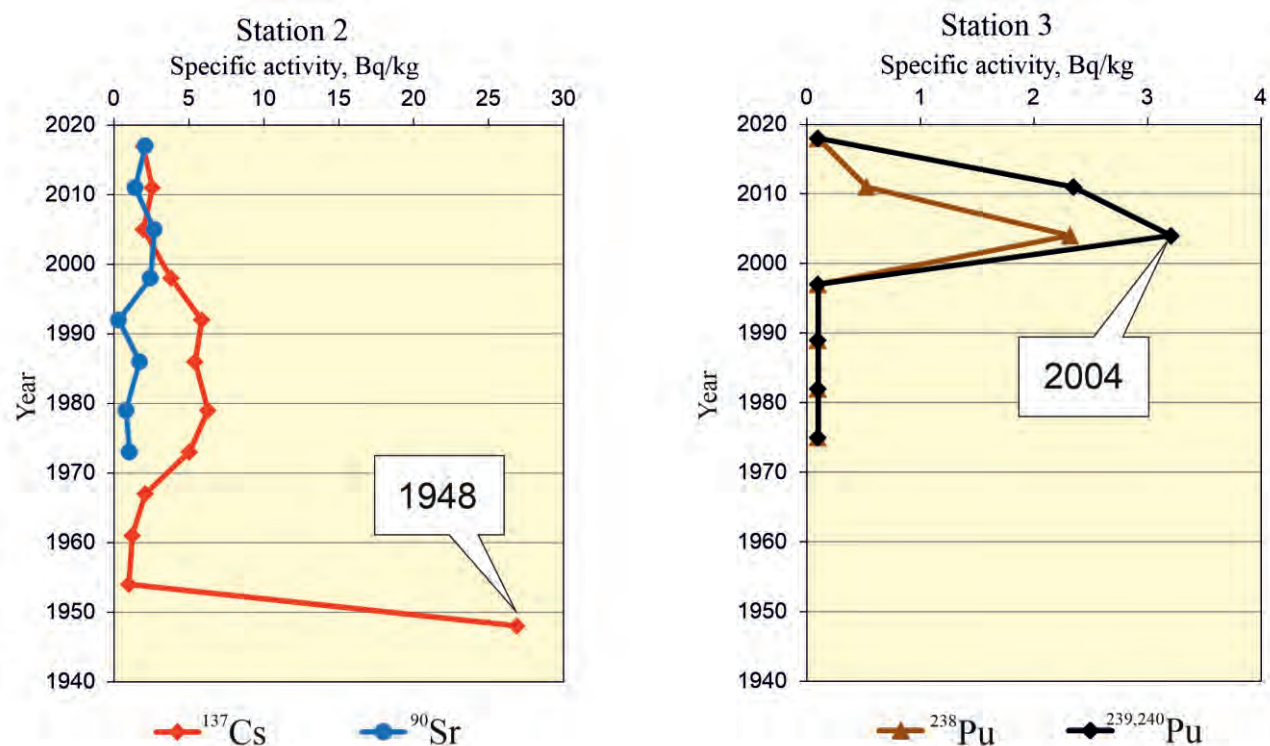 Station 2
Specific activity, Bq/kg
0 5 10 15 20 25 30
2020
2010
2000
1990
1980
1970
1960
1950
1940
Year
1948
¹³⁷Cs ⁹⁰Sr
Station 3
Specific activity, Bq/kg
0 1 2 3 4
2020
2010
2000
1990
1980
1970
1960
1950
1940
Year
2004
²³⁸Pu ²³⁹,²⁴⁰Pu